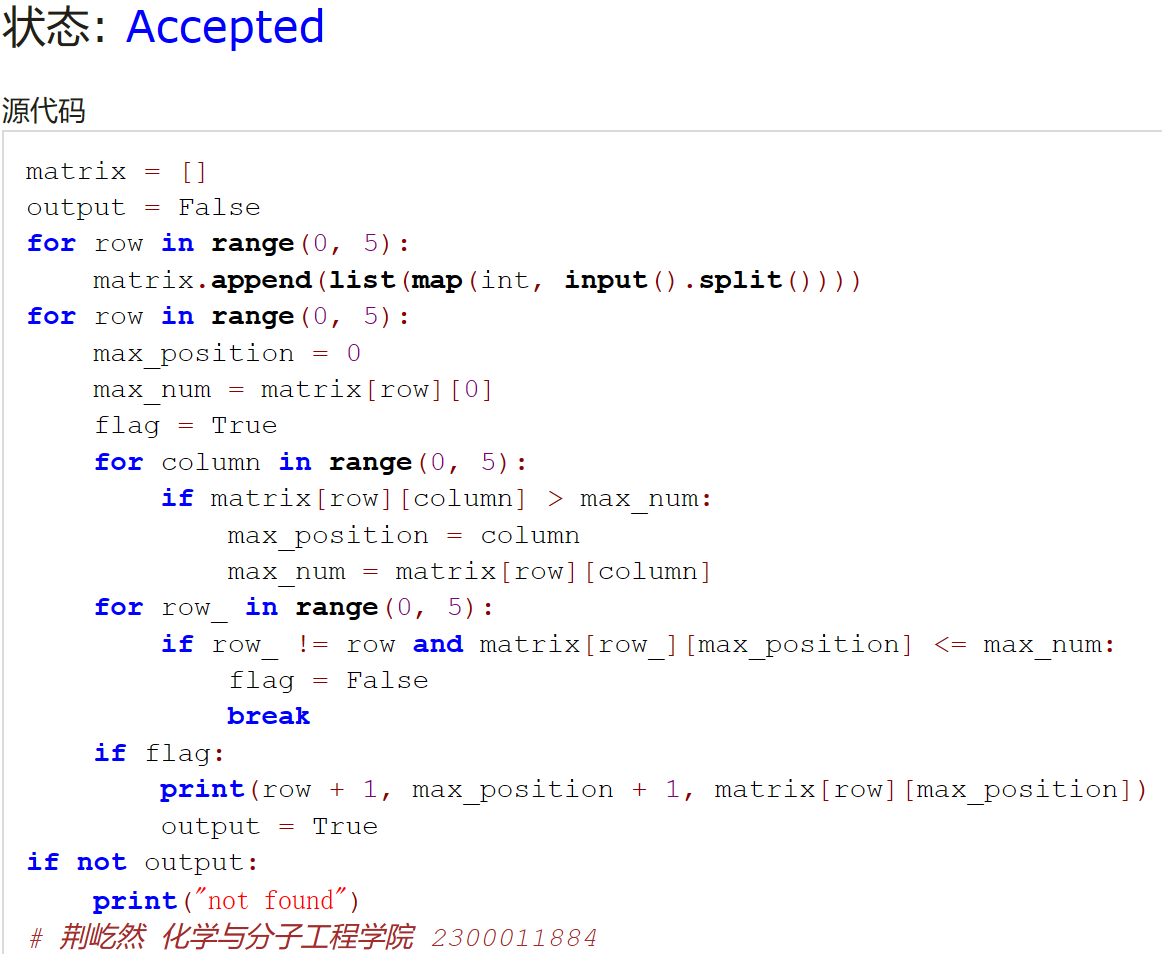 状态: Accepted
源代码
matrix = []
output = False
for row in range(0, 5):
    matrix.append(list(map(int, input().split())))
for row in range(0, 5):
    max_position = 0
    max_num = matrix[row][0]
    flag = True
    for column in range(0, 5):
        if matrix[row][column] > max_num:
            max_position = column
            max_num = matrix[row][column]
    for row_ in range(0, 5):
        if row_ != row and matrix[row_][max_position] <= max_num:
            flag = False
            break
    if flag:
        print(row + 1, max_position + 1, matrix[row][max_position])
        output = True
if not output:
    print("not found")
# 荆屹然 化学与分子工程学院 2300011884